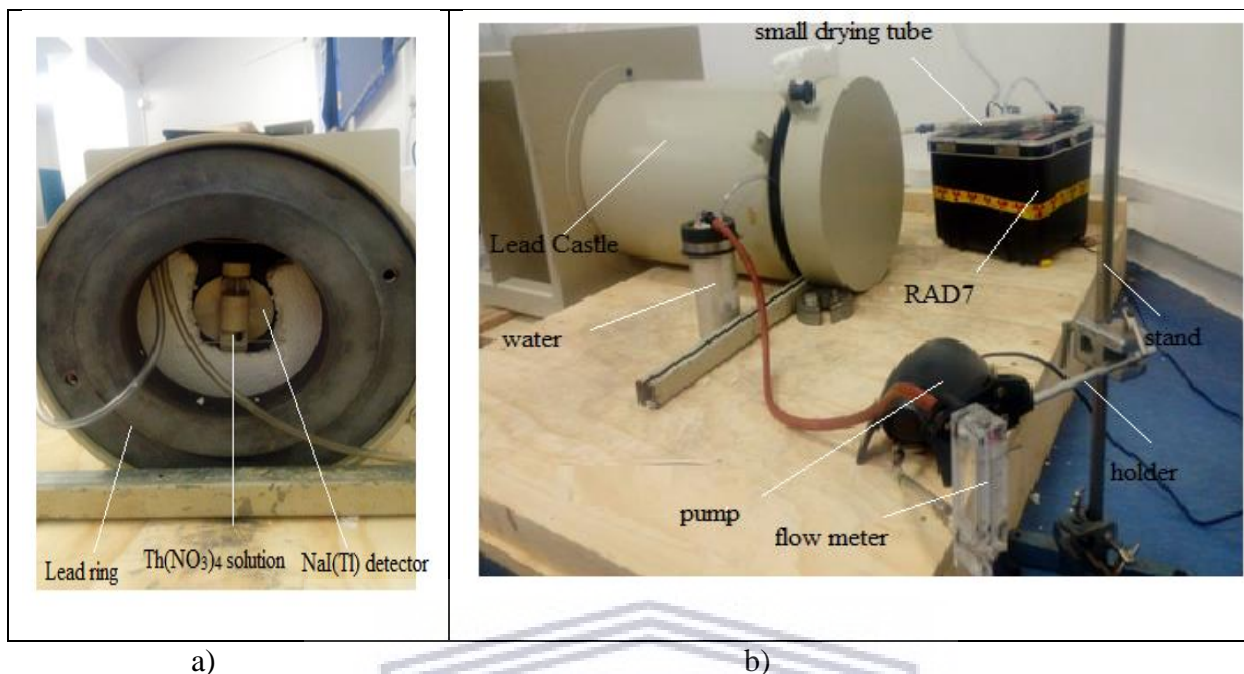 small drying tube
Lead Castle
RAD7
water
stand
holder
pump
flow meter
Lead ring
Th(NO₃)₄ solution
NaI(Tl) detector
a)
b)